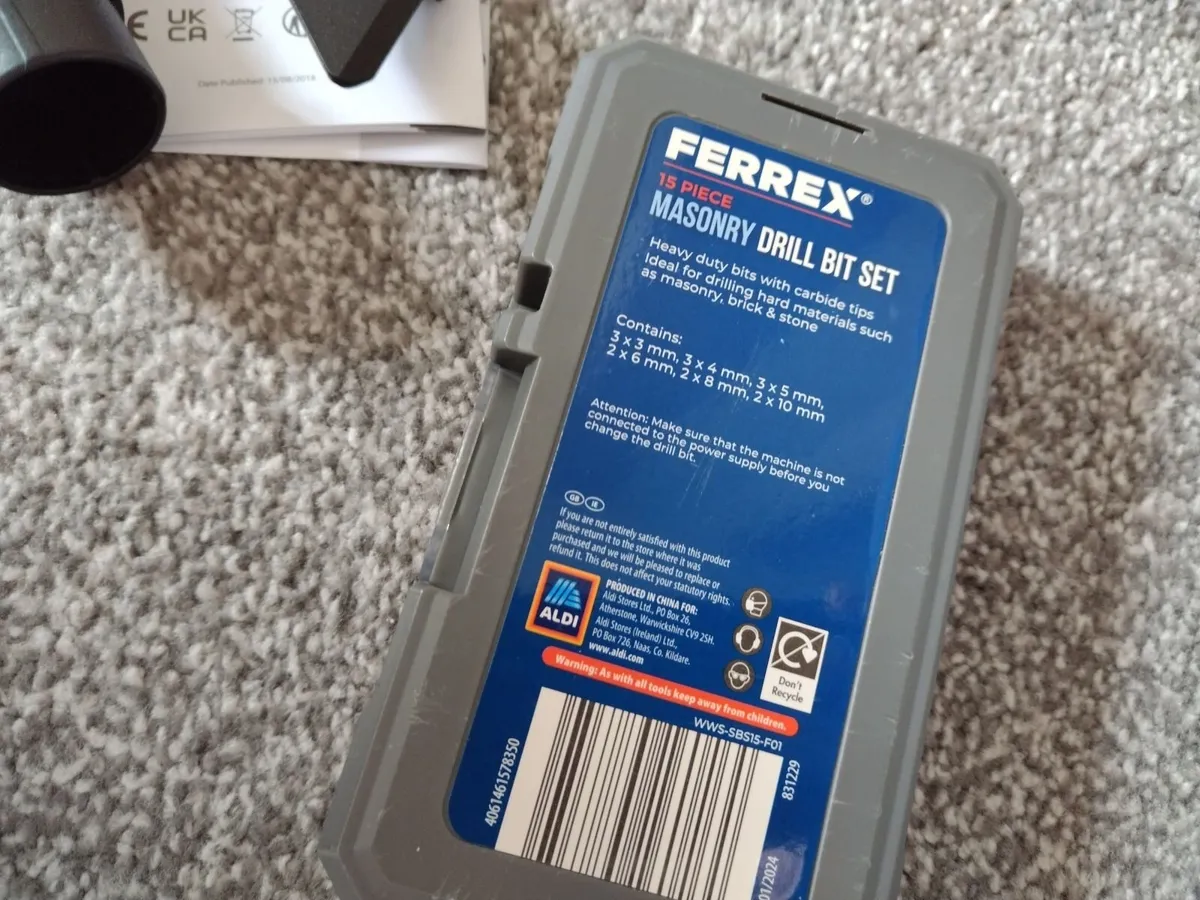 CE
UK
CA
Date Published: 13/08/2018
FERREX®
15 PIECE
MASONRY DRILL BIT SET
Heavy duty bits with carbide tips
Ideal for drilling hard materials such
as masonry, brick & stone
Contains:
3 x 3 mm, 3 x 4 mm, 3 x 5 mm,
2 x 6 mm, 2 x 8 mm, 2 x 10 mm
Attention: Make sure that the machine is not
connected to the power supply before you
change the drill bit.
GB IE
If you are not entirely satisfied with this product
please return it to the store where it was
purchased and we will be pleased to replace or
refund it. This does not affect your statutory rights.
ALDI
PRODUCED IN CHINA FOR:
Aldi Stores Ltd., PO Box 26,
Atherstone, Warwickshire CV9 2SH.
Aldi Stores (Ireland) Ltd.,
PO Box 726, Naas, Co. Kildare.
www.aldi.com
Don't
Recycle
Warning: As with all tools keep away from children.
WWS-SBS15-F01
4061461578350
831229
01/2024